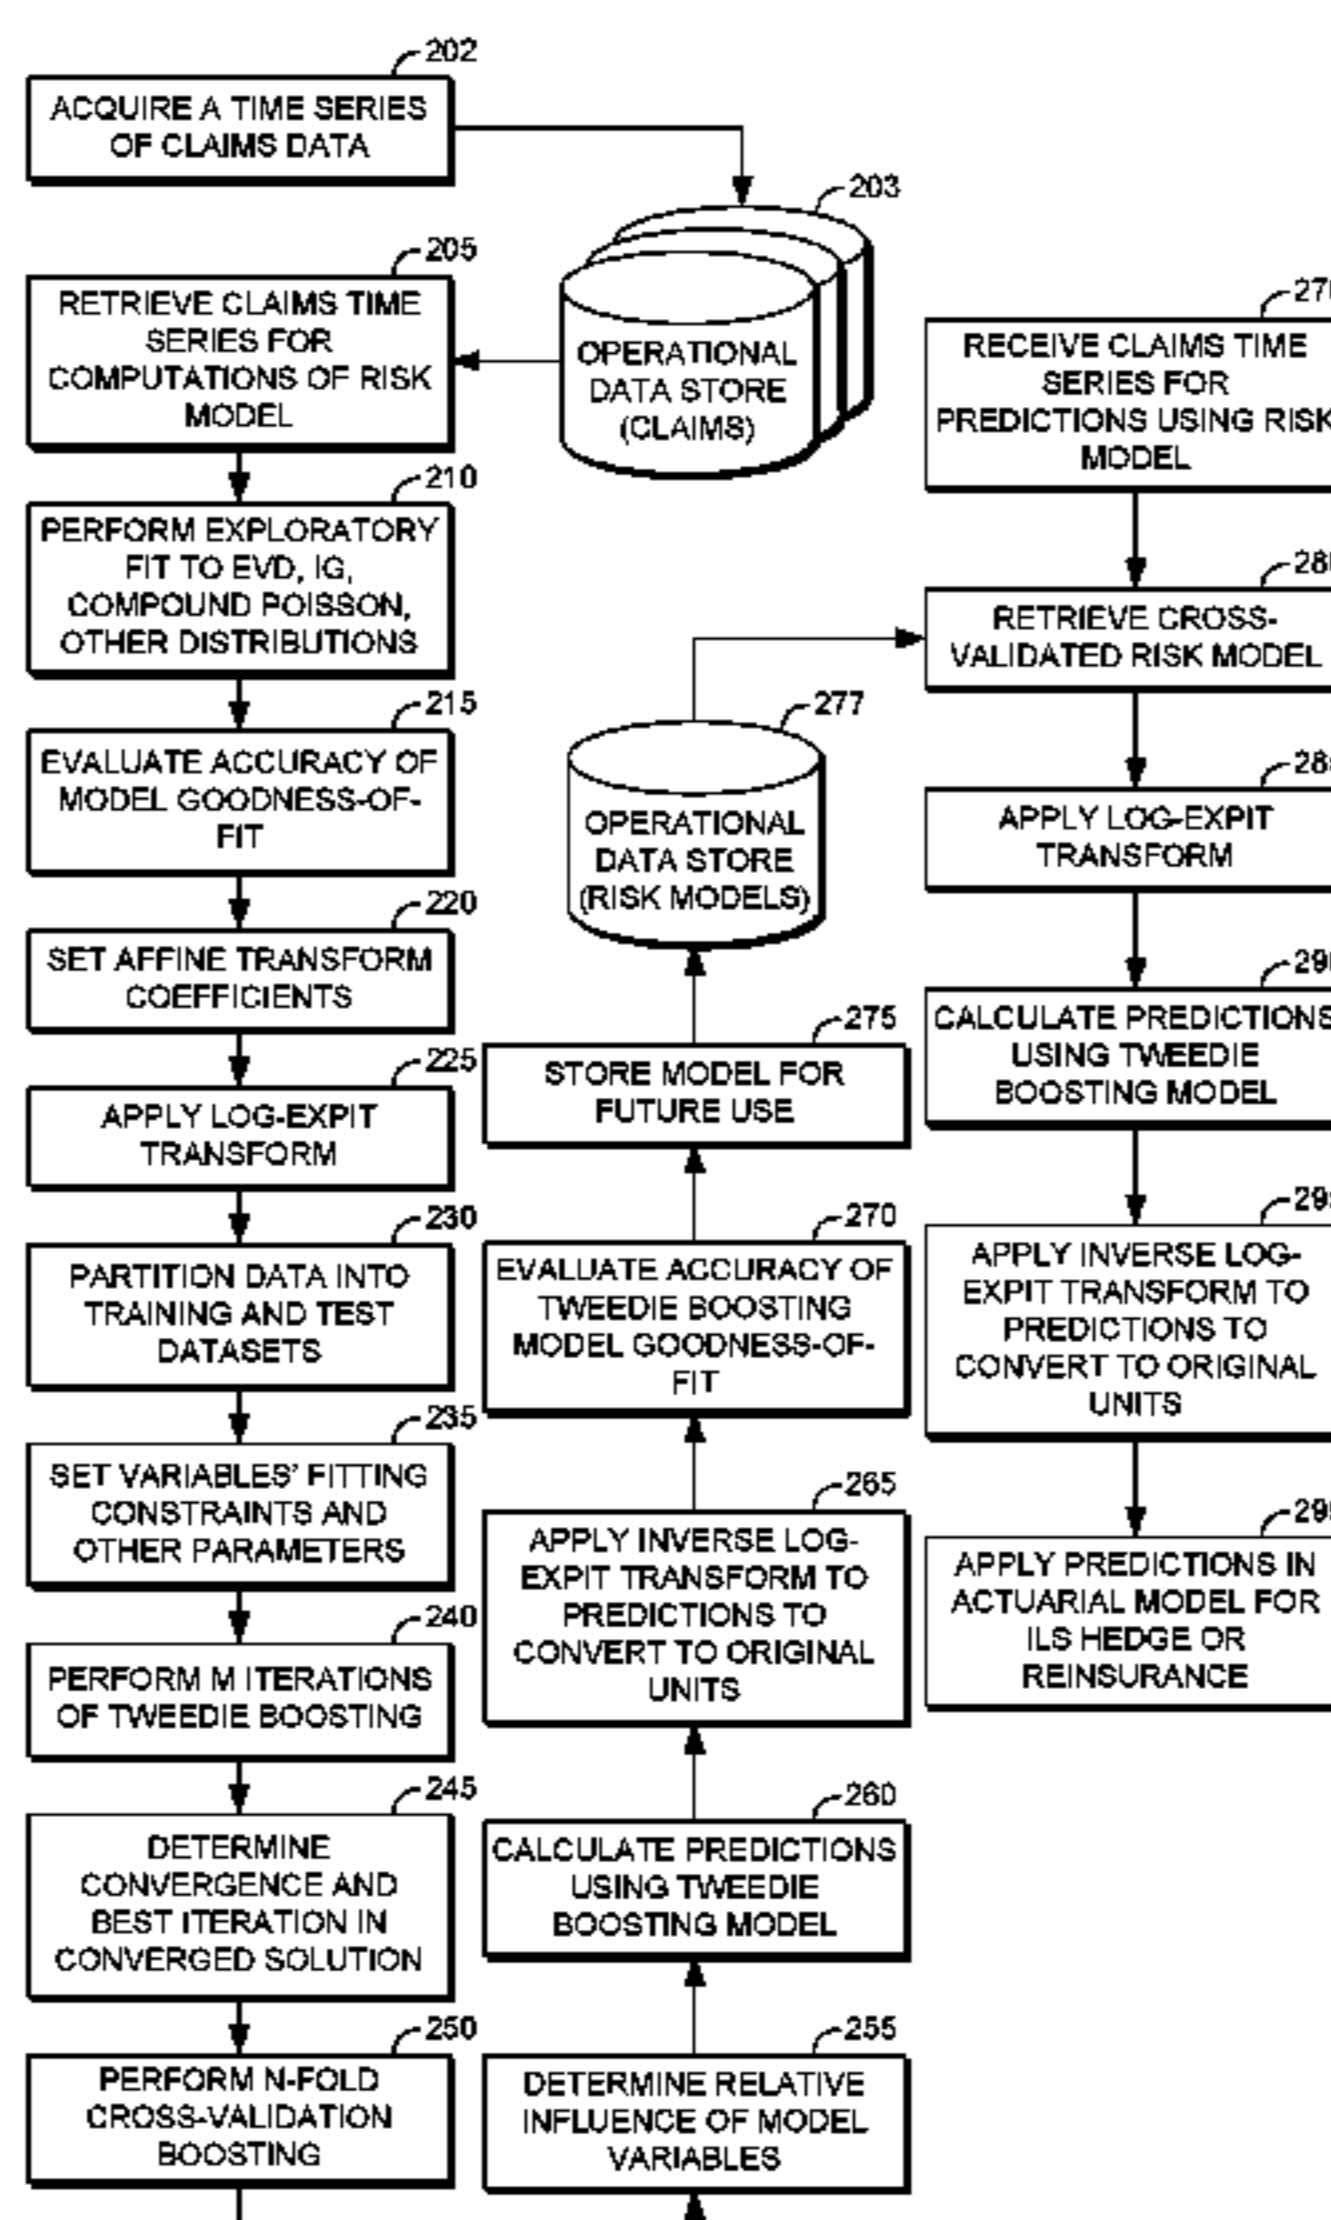 202
ACQUIRE A TIME SERIES
OF CLAIMS DATA
203
OPERATIONAL
DATA STORE
(CLAIMS)
205
RETRIEVE CLAIMS TIME
SERIES FOR
COMPUTATIONS OF RISK
MODEL
210
PERFORM EXPLORATORY
FIT TO EVD, IG,
COMPOUND POISSON,
OTHER DISTRIBUTIONS
215
EVALUATE ACCURACY OF
MODEL GOODNESS-OF-
FIT
220
SET AFFINE TRANSFORM
COEFFICIENTS
225
APPLY LOG-EXPIT
TRANSFORM
230
PARTITION DATA INTO
TRAINING AND TEST
DATASETS
235
SET VARIABLES' FITTING
CONSTRAINTS AND
OTHER PARAMETERS
240
PERFORM M ITERATIONS
OF TWEEDIE BOOSTING
245
DETERMINE
CONVERGENCE AND
BEST ITERATION IN
CONVERGED SOLUTION
250
PERFORM N-FOLD
CROSS-VALIDATION
BOOSTING
255
DETERMINE RELATIVE
INFLUENCE OF MODEL
VARIABLES
260
CALCULATE PREDICTIONS
USING TWEEDIE
BOOSTING MODEL
265
APPLY INVERSE LOG-
EXPIT TRANSFORM TO
PREDICTIONS TO
CONVERT TO ORIGINAL
UNITS
270
EVALUATE ACCURACY OF
TWEEDIE BOOSTING
MODEL GOODNESS-OF-
FIT
275
STORE MODEL FOR
FUTURE USE
277
OPERATIONAL
DATA STORE
(RISK MODELS)
RECEIVE CLAIMS TIME
SERIES FOR
PREDICTIONS USING RISK
MODEL
RETRIEVE CROSS-
VALIDATED RISK MODEL
APPLY LOG-EXPIT
TRANSFORM
CALCULATE PREDICTIONS
USING TWEEDIE
BOOSTING MODEL
APPLY INVERSE LOG-
EXPIT TRANSFORM TO
PREDICTIONS TO
CONVERT TO ORIGINAL
UNITS
APPLY PREDICTIONS IN
ACTUARIAL MODEL FOR
ILS HEDGE OR
REINSURANCE